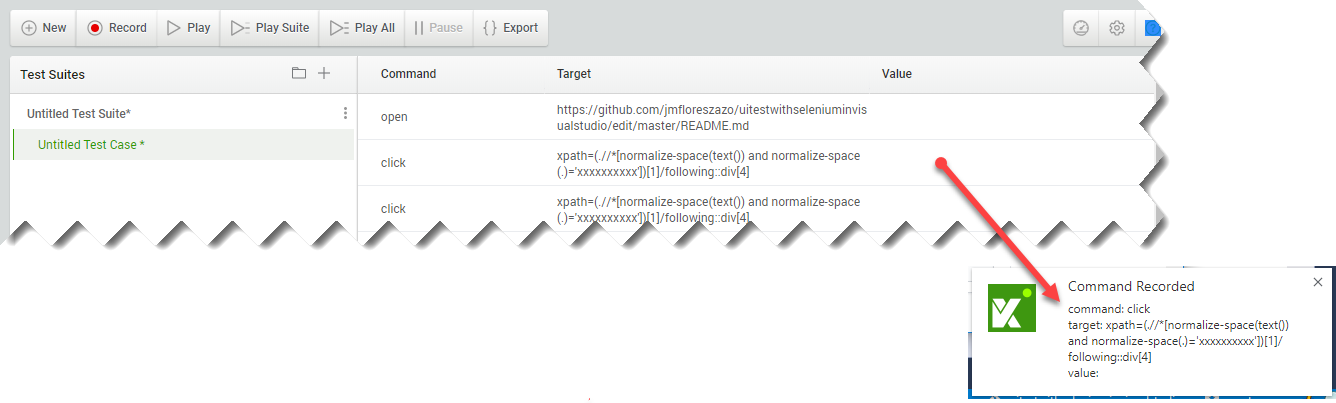 New Record Play Play Suite Play All Pause Export
Test Suites Command Target Value
Untitled Test Suite*
Untitled Test Case *
open https://github.com/jmfloreszazo/uitestwithseleniuminvis
ualstudio/edit/master/README.md
click xpath=(.//*[normalize-space(text()) and normalize-space
(.)='xxxxxxxxxx'])[1]/following::div[4]
click xpath=(.//*[normalize-space(text()) and normalize-space
(.)='xxxxxxxxxx'])[1]/following::div[4]
Command Recorded
command: click
target: xpath=(.//*[normalize-space(text())
and normalize-space(.)='xxxxxxxxxx'])[1]/
following::div[4]
value: